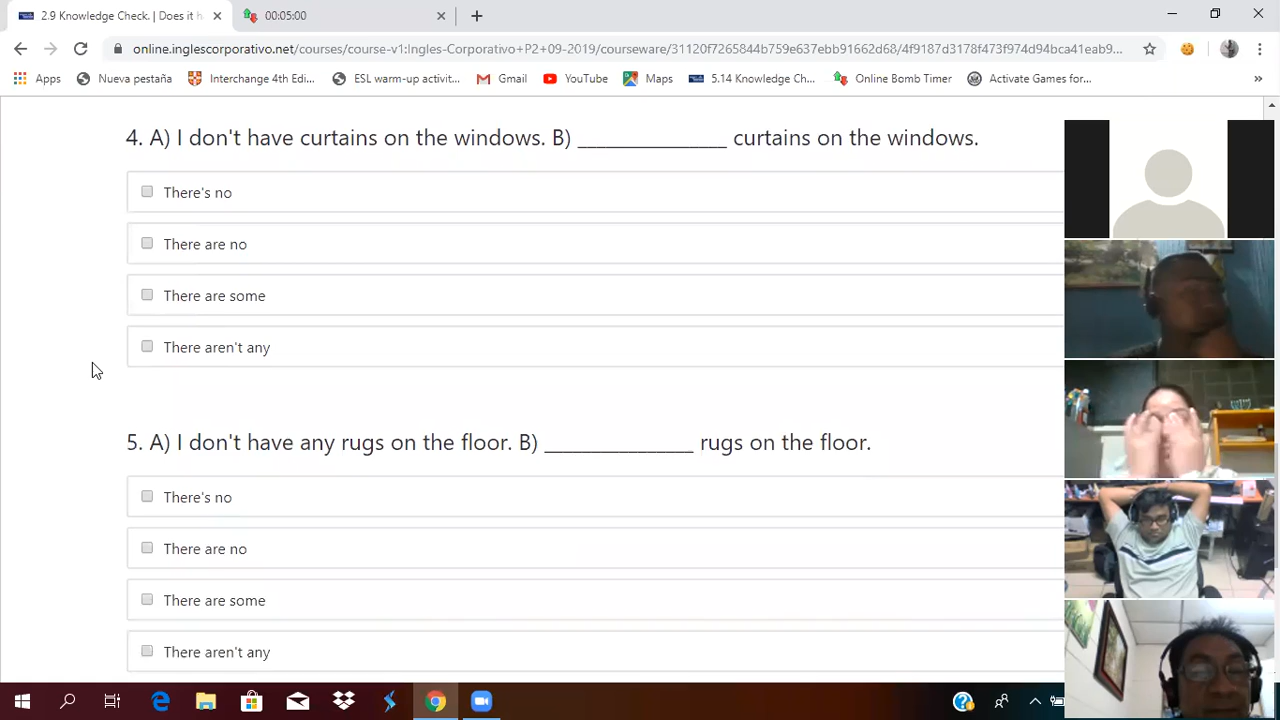 2.9 Knowledge Check. | Does it h
00:05:00
online.inglescorporativo.net/courses/course-v1:Ingles-Corporativo+P2+09-2019/courseware/31120f7265844b759e637ebb91662d68/4f9187d3178f473f974d94bca41eab9...
Apps
Nueva pestaña
Interchange 4th Edi...
ESL warm-up activit...
Gmail
YouTube
Maps
5.14 Knowledge Ch...
Online Bomb Timer
Activate Games for...
»
4. A) I don't have curtains on the windows. B) _______________ curtains on the windows.
There's no
There are no
There are some
There aren't any
5. A) I don't have any rugs on the floor. B) _______________ rugs on the floor.
There's no
There are no
There are some
There aren't any